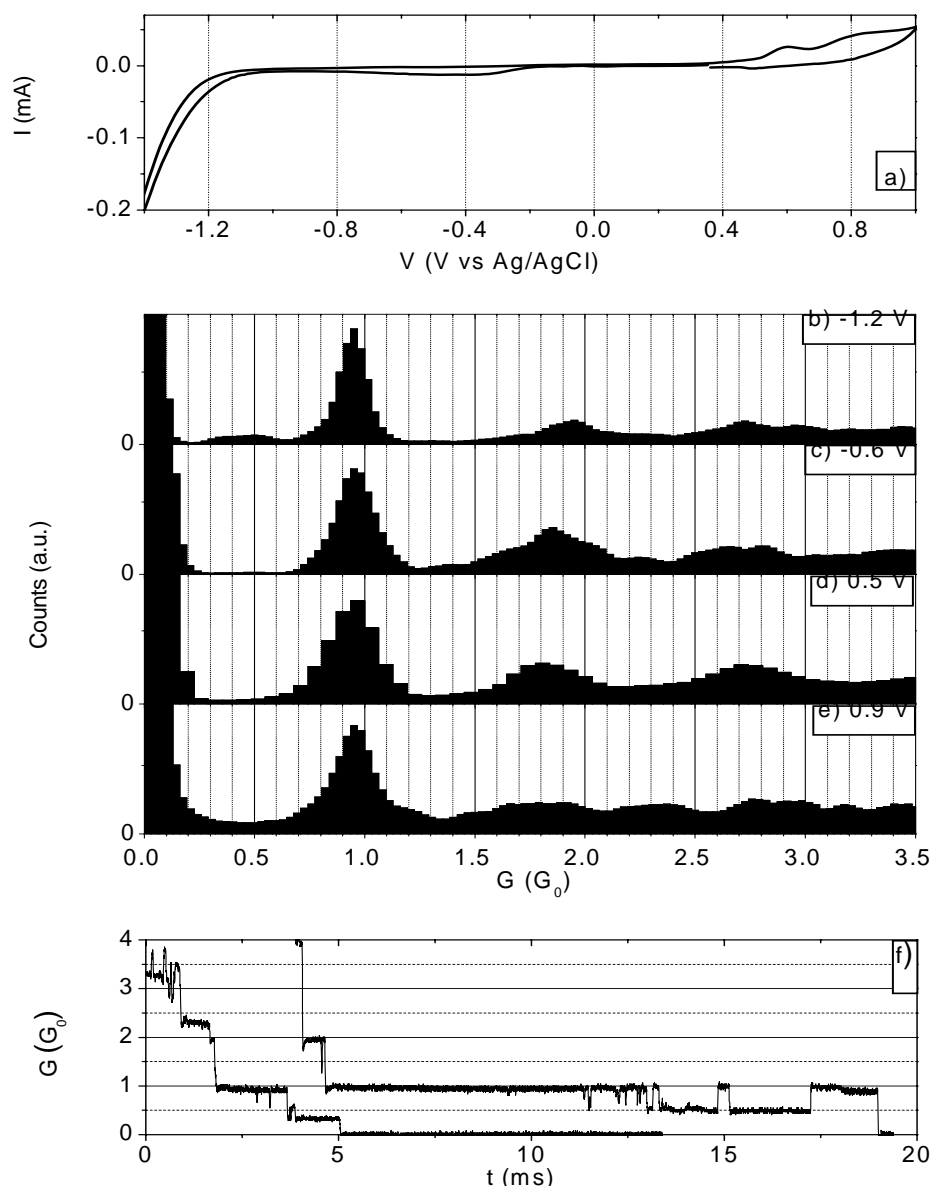 I (mA)
0.0
-0.1
-0.2
a)
-1.2 -0.8 -0.4 0.0 0.4 0.8
V (V vs Ag/AgCl)
Counts (a.u.)
b) -1.2 V
0
c) -0.6 V
0
d) 0.5 V
0
e) 0.9 V
0
0.0 0.5 1.0 1.5 2.0 2.5 3.0 3.5
G (G₀)
G (G₀)
4
3
2
1
0
f)
0 5 10 15 20
t (ms)